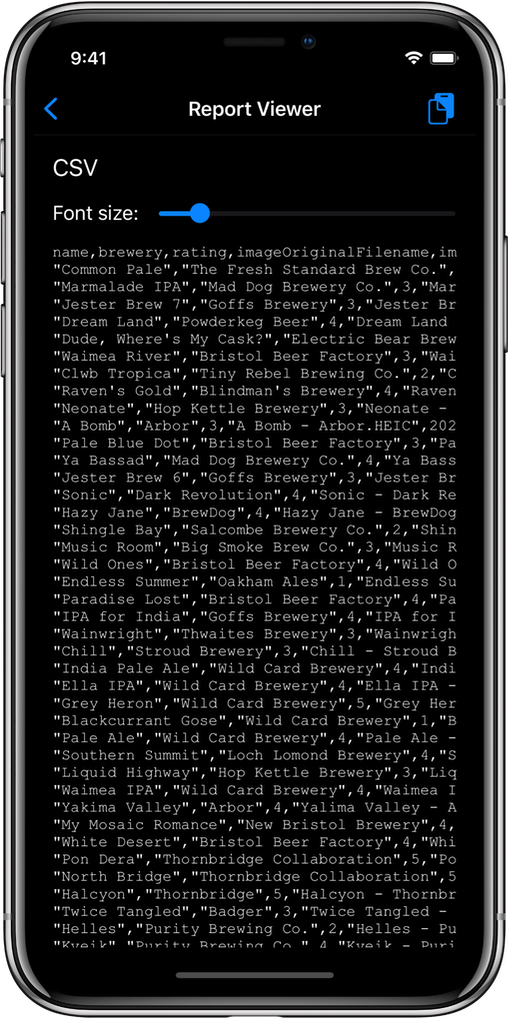 9:41
Report Viewer
CSV
Font size:
name,brewery,rating,imageOriginalFilename,im
"Common Pale","The Fresh Standard Brew Co.",
"Marmalade IPA","Mad Dog Brewery Co.",3,"Mar
"Jester Brew 7","Goffs Brewery",3,"Jester Br
"Dream Land","Powderkeg Beer",4,"Dream Land
"Dude, Where's My Cask?","Electric Bear Brew
"Waimea River","Bristol Beer Factory",3,"Wai
"Clwb Tropica","Tiny Rebel Brewing Co.",2,"C
"Raven's Gold","Blindman's Brewery",4,"Raven
"Neonate","Hop Kettle Brewery",3,"Neonate -
"A Bomb","Arbor",3,"A Bomb - Arbor.HEIC",202
"Pale Blue Dot","Bristol Beer Factory",3,"Pa
"Ya Bassad","Mad Dog Brewery Co.",4,"Ya Bass
"Jester Brew 6","Goffs Brewery",3,"Jester Br
"Sonic","Dark Revolution",4,"Sonic - Dark Re
"Hazy Jane","BrewDog",4,"Hazy Jane - BrewDog
"Shingle Bay","Salcombe Brewery Co.",2,"Shin
"Music Room","Big Smoke Brew Co.",3,"Music R
"Wild Ones","Bristol Beer Factory",4,"Wild O
"Endless Summer","Oakham Ales",1,"Endless Su
"Paradise Lost","Bristol Beer Factory",4,"Pa
"IPA for India","Goffs Brewery",4,"IPA for I
"Wainwright","Thwaites Brewery",3,"Wainwrigh
"Chill","Stroud Brewery",3,"Chill - Stroud B
"India Pale Ale","Wild Card Brewery",4,"Indi
"Ella IPA","Wild Card Brewery",4,"Ella IPA -
"Grey Heron","Wild Card Brewery",5,"Grey Her
"Blackcurrant Gose","Wild Card Brewery",1,"B
"Pale Ale","Wild Card Brewery",4,"Pale Ale -
"Southern Summit","Loch Lomond Brewery",4,"S
"Liquid Highway","Hop Kettle Brewery",3,"Liq
"Waimea IPA","Wild Card Brewery",4,"Waimea I
"Yakima Valley","Arbor",4,"Yalima Valley - A
"My Mosaic Romance","New Bristol Brewery",4,
"White Desert","Bristol Beer Factory",4,"Whi
"Pon Dera","Thornbridge Collaboration",5,"Po
"North Bridge","Thornbridge Collaboration",5
"Halcyon","Thornbridge",5,"Halcyon - Thornbr
"Twice Tangled","Badger",3,"Twice Tangled -
"Helles","Purity Brewing Co.",2,"Helles - Pu
"Kveik","Purity Brewing Co.",4,"Kveik - Puri